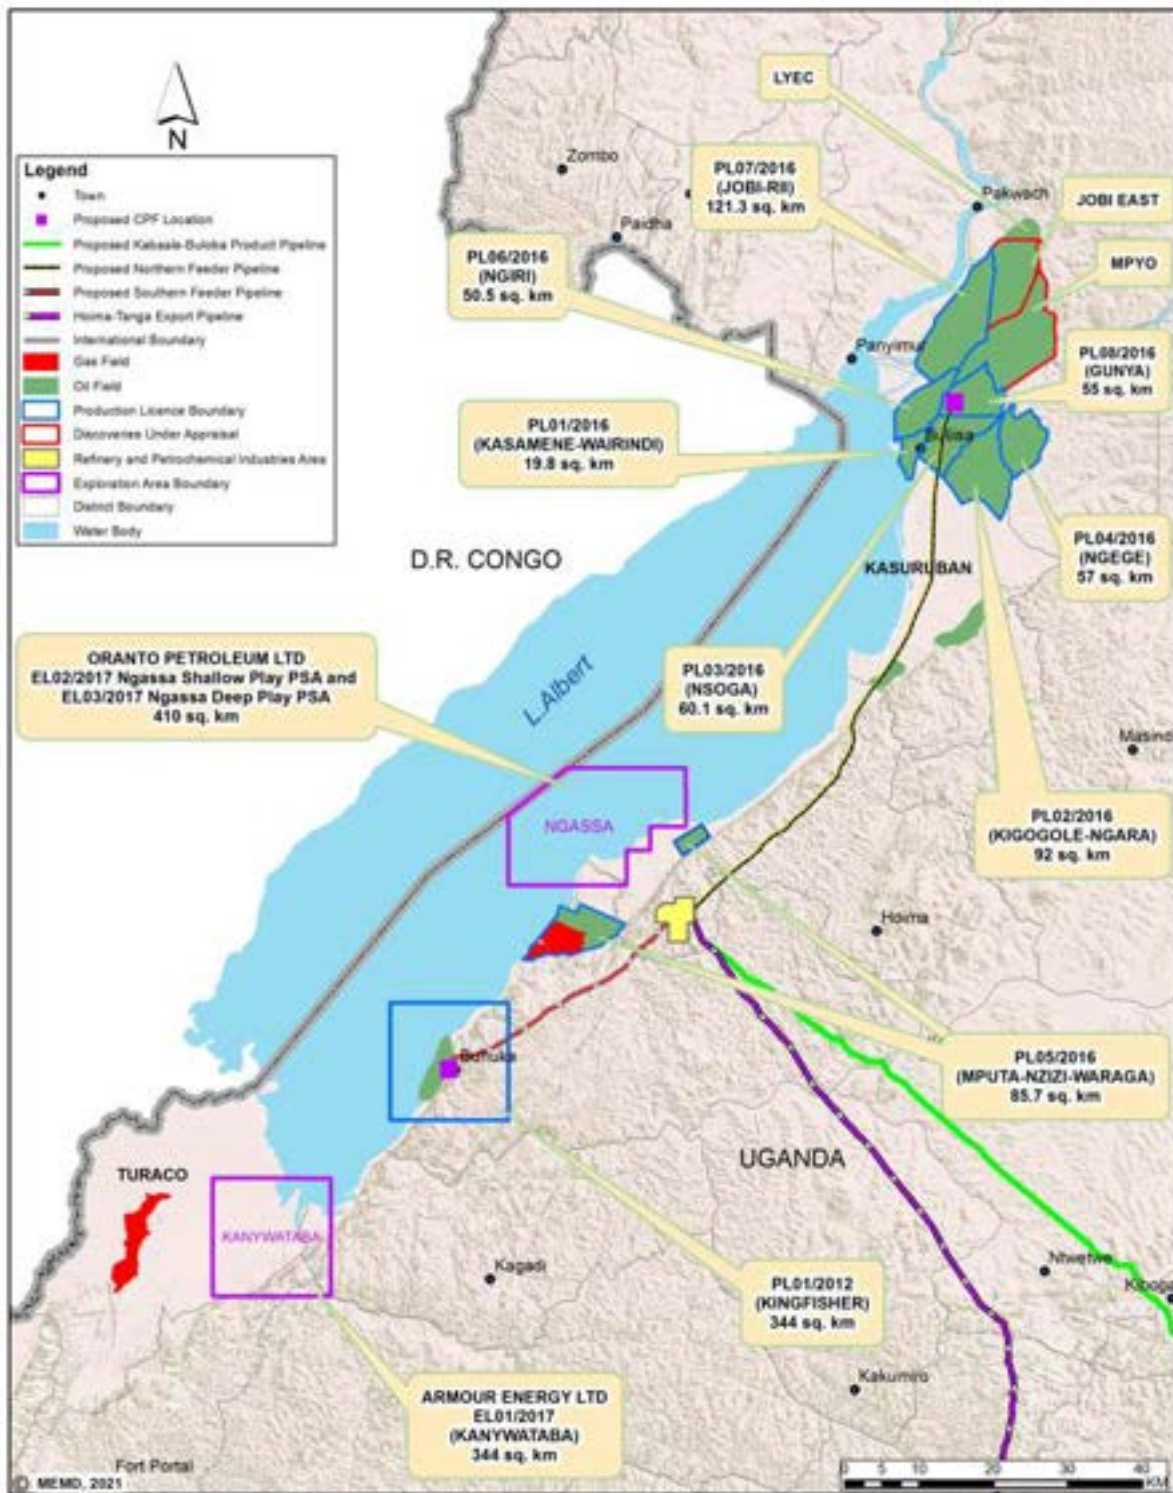 N
Legend
Town
Proposed CPF Location
Proposed Kabaale-Buloba Product Pipeline
Proposed Northern Feeder Pipeline
Proposed Southern Feeder Pipeline
Hoima-Tanga Export Pipeline
International Boundary
Gas Field
Oil Field
Production Licence Boundary
Discoveries Under Appraisal
Refinery and Petrochemical Industries Area
Exploration Area Boundary
District Boundary
Water Body
LYEC
Zombo
PL07/2016
(JOBI-RII)
121.3 sq. km
Pakwach
JOBI EAST
Paidha
PL06/2016
(NGIRI)
50.5 sq. km
MPYO
Panyimur
PL08/2016
(GUNYA)
55 sq. km
PL01/2016
(KASAMENE-WAIRINDI)
19.8 sq. km
Buliisa
D.R. CONGO
KASURUBAN
PL04/2016
(NGEGE)
57 sq. km
ORANTO PETROLEUM LTD
EL02/2017 Ngassa Shallow Play PSA and
EL03/2017 Ngassa Deep Play PSA
410 sq. km
L.Albert
PL03/2016
(NSOGA)
60.1 sq. km
Masind
NGASSA
PL02/2016
(KIGOGOLE-NGARA)
92 sq. km
Hoima
Buhuka
PL05/2016
(MPUTA-NZIZI-WARAGA)
85.7 sq. km
UGANDA
TURACO
KANYWATABA
Kagadi
Ntwetwe
Kiboga
PL01/2012
(KINGFISHER)
344 sq. km
Kakumiro
ARMOUR ENERGY LTD
EL01/2017
(KANYWATABA)
344 sq. km
Fort Portal
© MEMD, 2021
0 5 10 20 30 40
KM